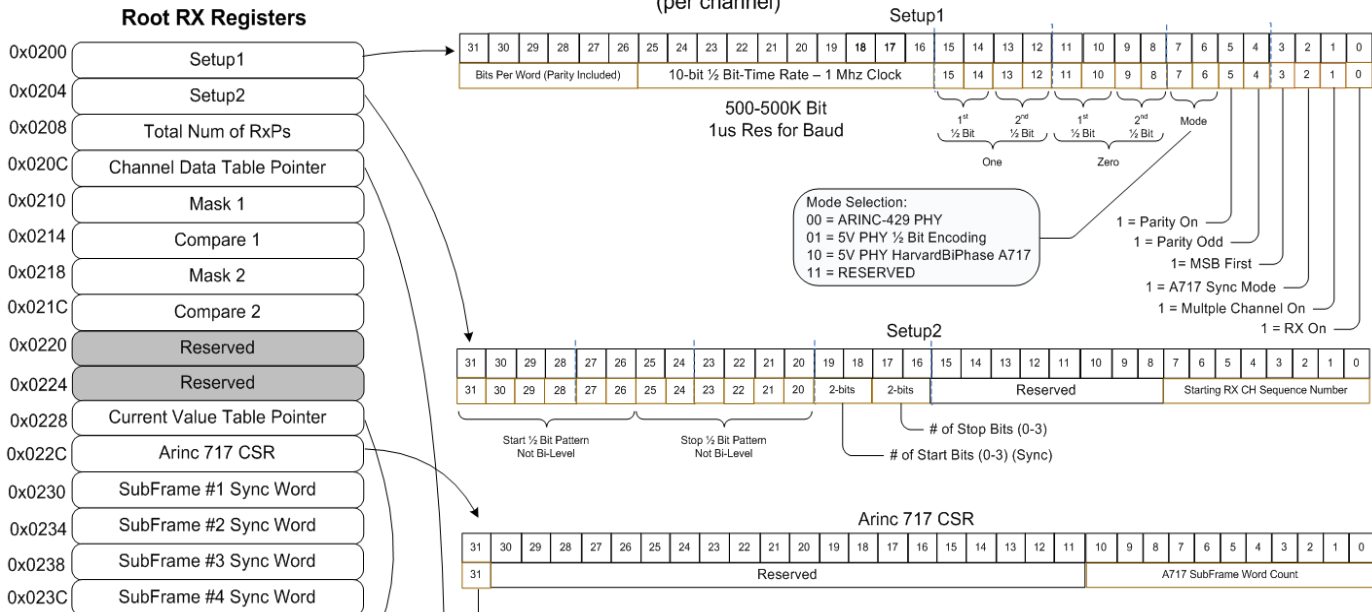 (per channel)
Root RX Registers
0x0200 Setup1
0x0204 Setup2
0x0208 Total Num of RxPs
0x020C Channel Data Table Pointer
0x0210 Mask 1
0x0214 Compare 1
0x0218 Mask 2
0x021C Compare 2
0x0220 Reserved
0x0224 Reserved
0x0228 Current Value Table Pointer
0x022C Arinc 717 CSR
0x0230 SubFrame #1 Sync Word
0x0234 SubFrame #2 Sync Word
0x0238 SubFrame #3 Sync Word
0x023C SubFrame #4 Sync Word
Setup1
31 30 29 28 27 26 25 24 23 22 21 20 19 18 17 16 15 14 13 12 11 10 9 8 7 6 5 4 3 2 1 0
Bits Per Word (Parity Included) 10-bit ½ Bit-Time Rate – 1 Mhz Clock 15 14 13 12 11 10 9 8 7 6 5 4 3 2 1 0
500-500K Bit
1us Res for Baud
1st ½ Bit
2nd ½ Bit
1st ½ Bit
2nd ½ Bit
Mode
One
Zero
Mode Selection:
00 = ARINC-429 PHY
01 = 5V PHY ½ Bit Encoding
10 = 5V PHY HarvardBiPhase A717
11 = RESERVED
1 = Parity On
1 = Parity Odd
1= MSB First
1 = A717 Sync Mode
1 = Multple Channel On
1 = RX On
Setup2
31 30 29 28 27 26 25 24 23 22 21 20 19 18 17 16 15 14 13 12 11 10 9 8 7 6 5 4 3 2 1 0
31 30 29 28 27 26 25 24 23 22 21 20 2-bits 2-bits Reserved Starting RX CH Sequence Number
Start ½ Bit Pattern
Not Bi-Level
Stop ½ Bit Pattern
Not Bi-Level
# of Stop Bits (0-3)
# of Start Bits (0-3) (Sync)
Arinc 717 CSR
31 30 29 28 27 26 25 24 23 22 21 20 19 18 17 16 15 14 13 12 11 10 9 8 7 6 5 4 3 2 1 0
31 Reserved A717 SubFrame Word Count